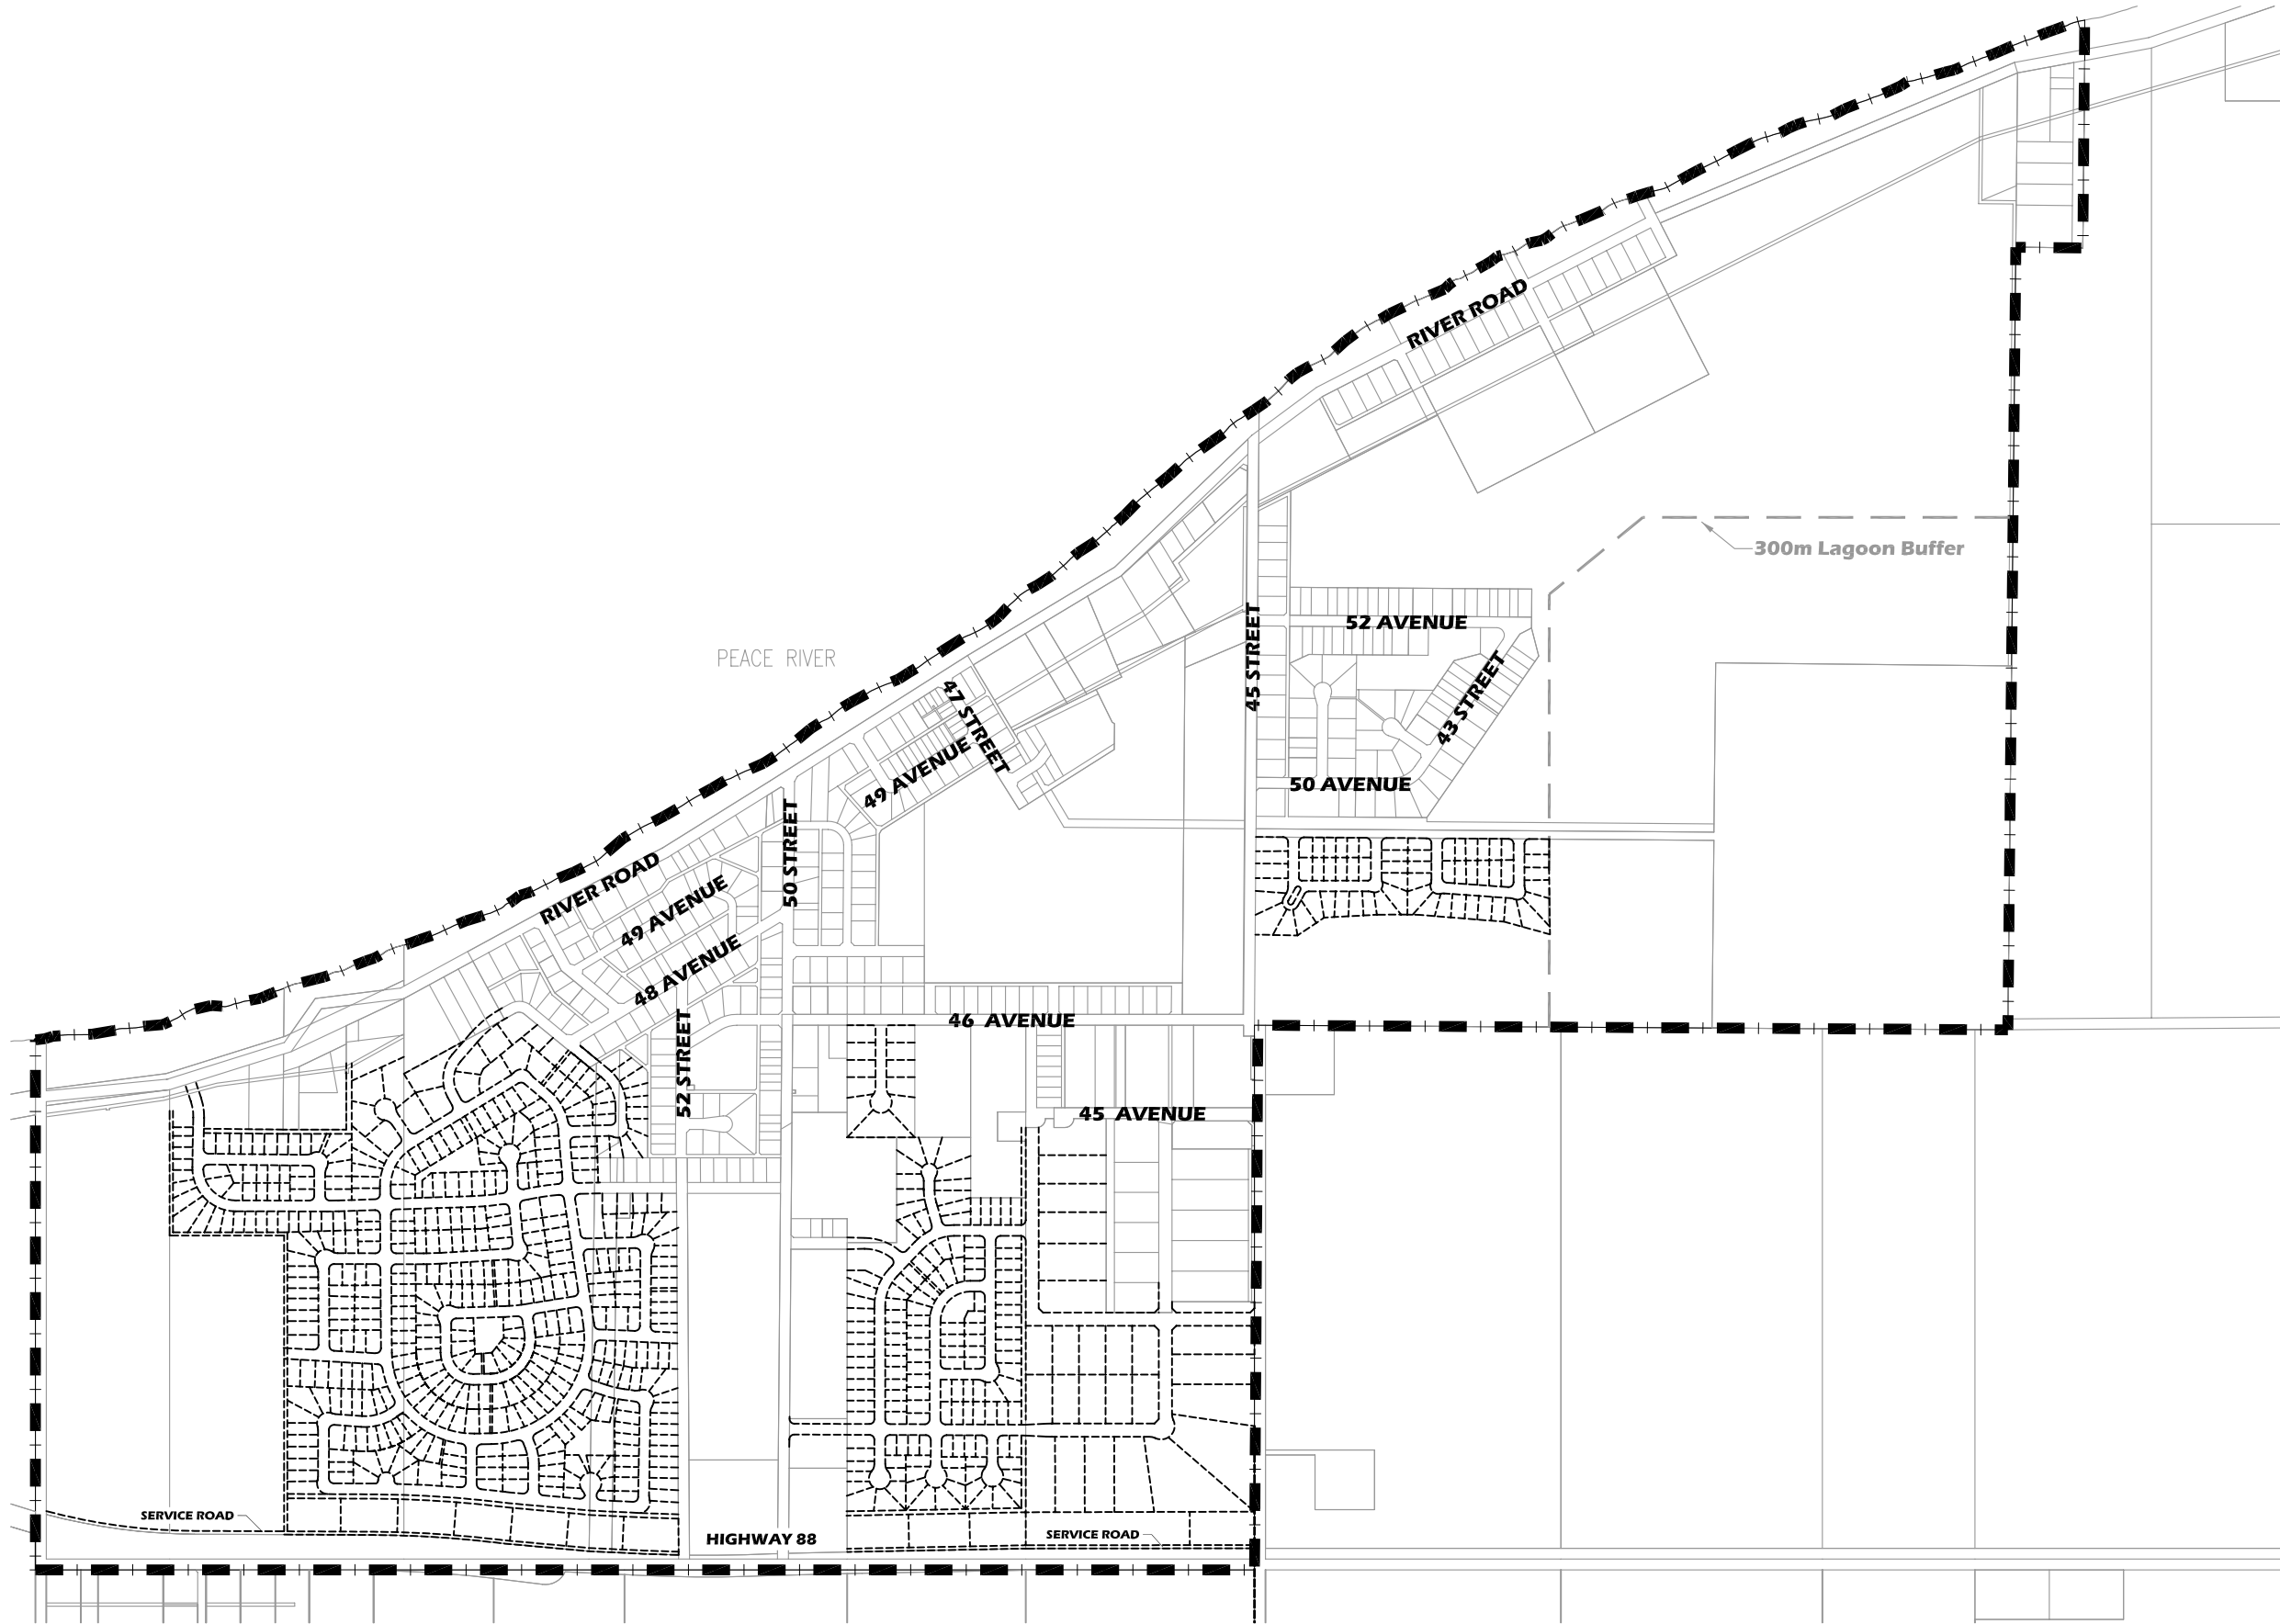 RIVER ROAD
300m Lagoon Buffer
52 AVENUE
45 STREET
PEACE RIVER
43 STREET
47 STREET
49 AVENUE
50 AVENUE
50 STREET
RIVER ROAD
49 AVENUE
48 AVENUE
46 AVENUE
52 STREET
45 AVENUE
SERVICE ROAD
HIGHWAY 88
SERVICE ROAD